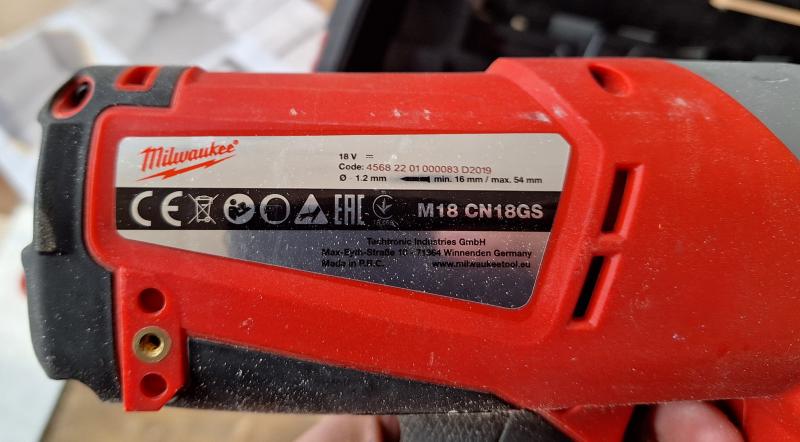 Milwaukee®
18 V
Code: 4568 22 01 000083 D2019
Ø - 1.2 mm min. 16 mm / max. 54 mm
CE EAC M18 CN18GS
Techtronic Industries GmbH
Max-Eyth-Straße 10 - 71364 Winnenden Germany
Made in P.R.C. www.milwaukeetool.eu